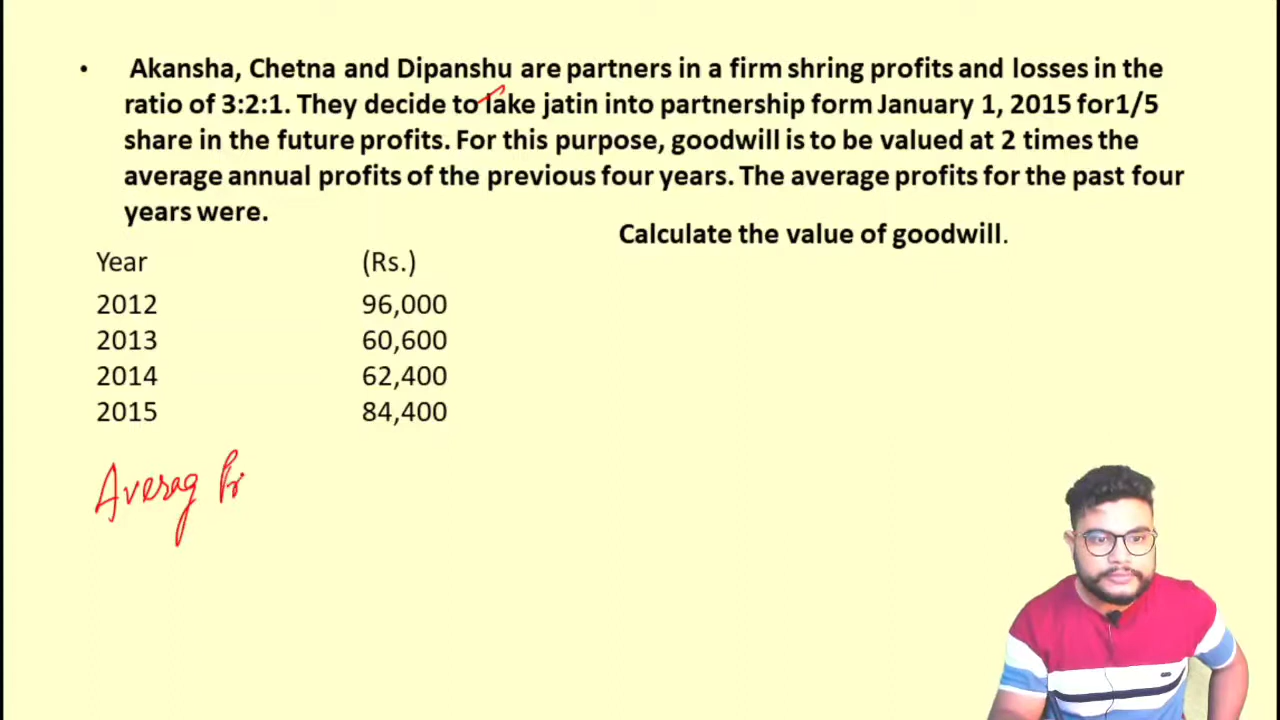 • Akansha, Chetna and Dipanshu are partners in a firm shring profits and losses in the
ratio of 3:2:1. They decide to lake jatin into partnership form January 1, 2015 for1/5
share in the future profits. For this purpose, goodwill is to be valued at 2 times the
average annual profits of the previous four years. The average profits for the past four
years were.
Calculate the value of goodwill.
Year (Rs.)
2012 96,000
2013 60,600
2014 62,400
2015 84,400
Averag Pr